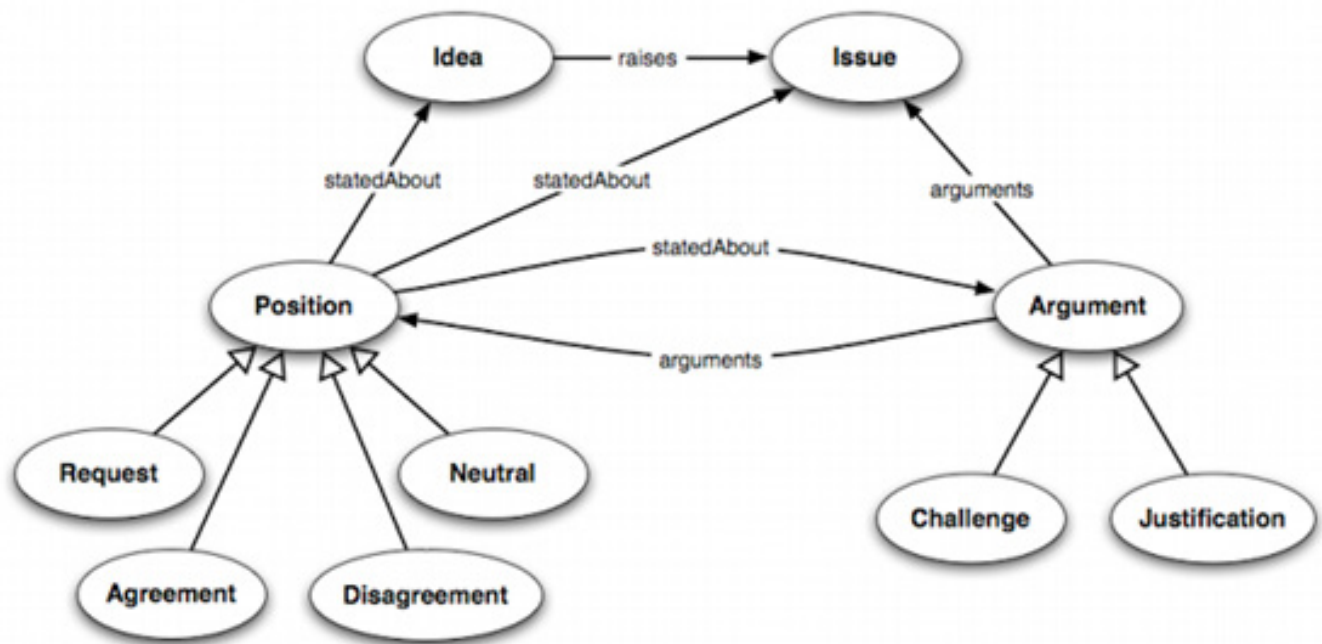 Idea
raises
Issue
statedAbout
statedAbout
arguments
statedAbout
Position
Argument
arguments
Request
Neutral
Challenge
Justification
Agreement
Disagreement